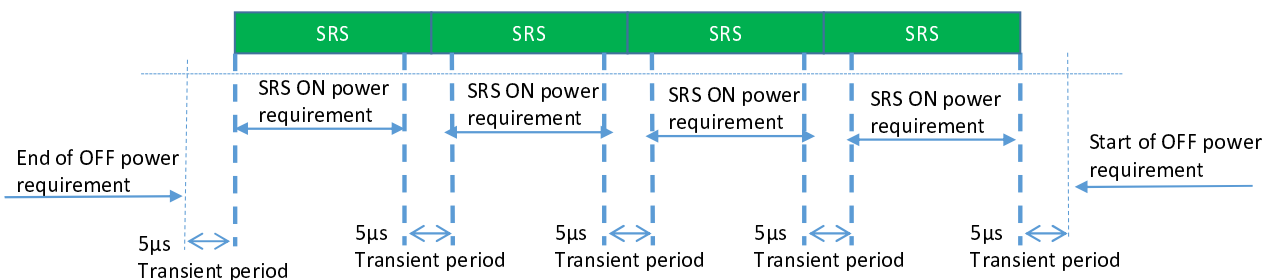 SRS
SRS
SRS
SRS
SRS ON power
requirement
SRS ON power
requirement
SRS ON power
requirement
SRS ON power
requirement
End of OFF power
requirement
Start of OFF power
requirement
5µs
Transient period
5µs
Transient period
5µs
Transient period
5µs
Transient period
5µs
Transient period